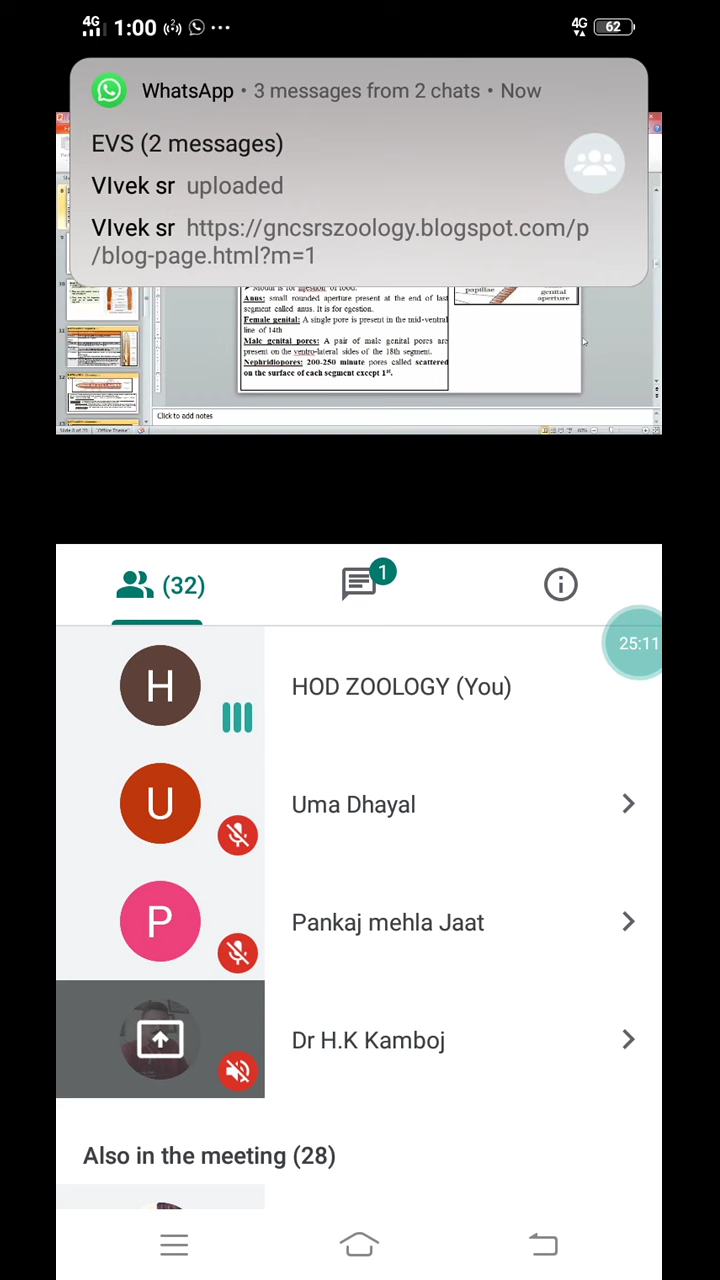 4G 1:00 4G 62
WhatsApp • 3 messages from 2 chats • Now
EVS (2 messages)
VIvek sr uploaded
VIvek sr https://gncsrszoology.blogspot.com/p
/blog-page.html?m=1
papillae genital
aperture
Anus: small rounded aperture present at the end of last
segment called anus. It is for egestion.
Female genital: A single pore is present in the mid-ventral
line of 14th
Male genital pores: A pair of male genital pores are
present on the ventro-lateral sides of the 18th segment.
Nephridiopores: 200-250 minute pores called scattered
on the surface of each segment except 1st.
10
11
12
Click to add notes
"Office Theme"
(32) 1
25:11
H HOD ZOOLOGY (You)
U Uma Dhayal
P Pankaj mehla Jaat
Dr H.K Kamboj
Also in the meeting (28)